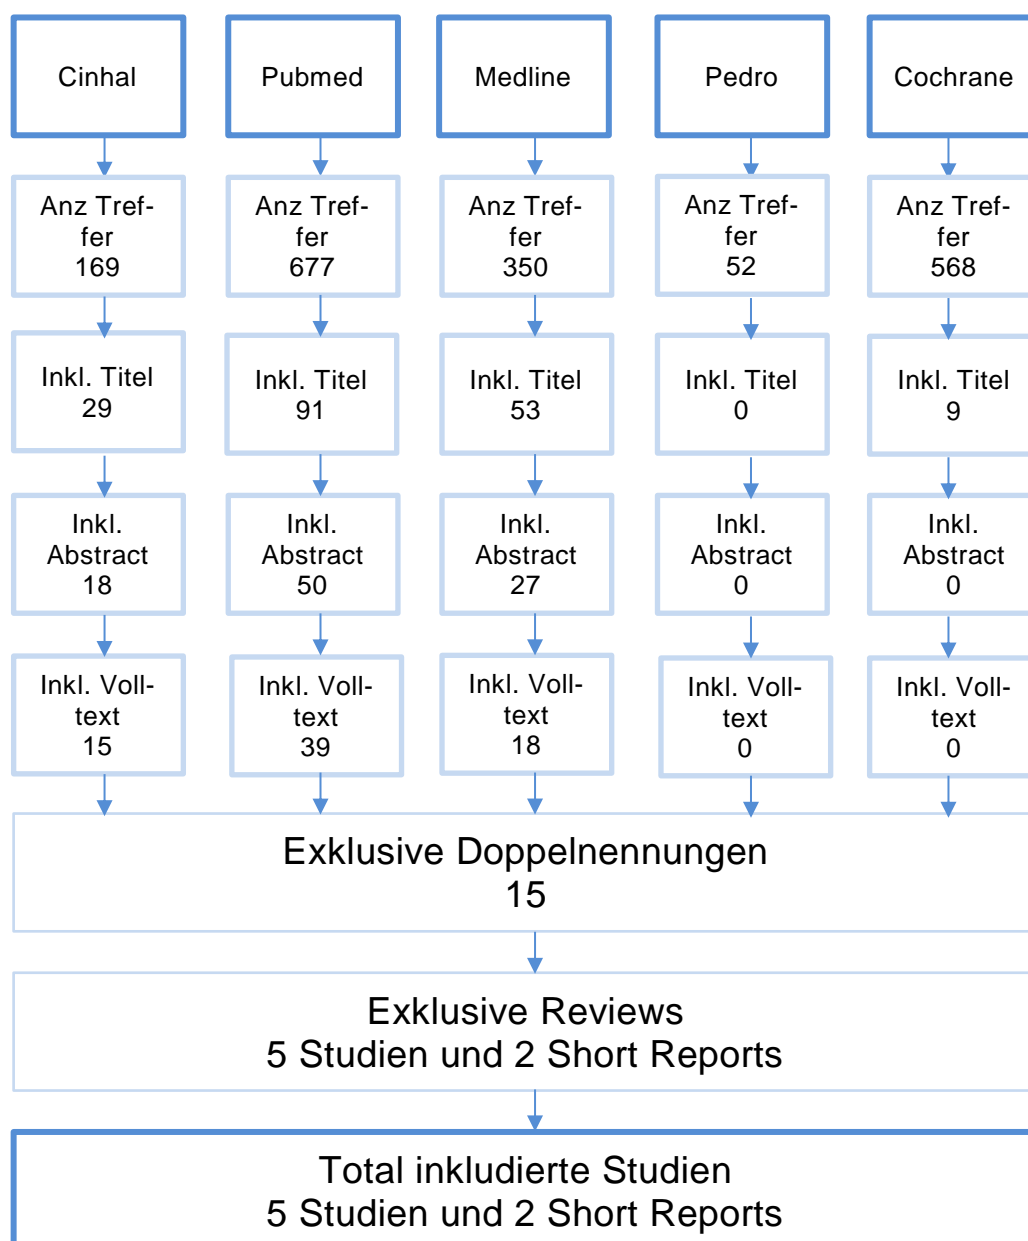 Cinhal
Pubmed
Medline
Pedro
Cochrane
Anz Tref-
fer
169
Anz Tref-
fer
677
Anz Tref-
fer
350
Anz Tref-
fer
52
Anz Tref-
fer
568
Inkl. Titel
29
Inkl. Titel
91
Inkl. Titel
53
Inkl. Titel
0
Inkl. Titel
9
Inkl.
Abstract
18
Inkl.
Abstract
50
Inkl.
Abstract
27
Inkl.
Abstract
0
Inkl.
Abstract
0
Inkl. Voll-
text
15
Inkl. Voll-
text
39
Inkl. Voll-
text
18
Inkl. Voll-
text
0
Inkl. Voll-
text
0
Exklusive Doppelnennungen
15
Exklusive Reviews
5 Studien und 2 Short Reports
Total inkludierte Studien
5 Studien und 2 Short Reports